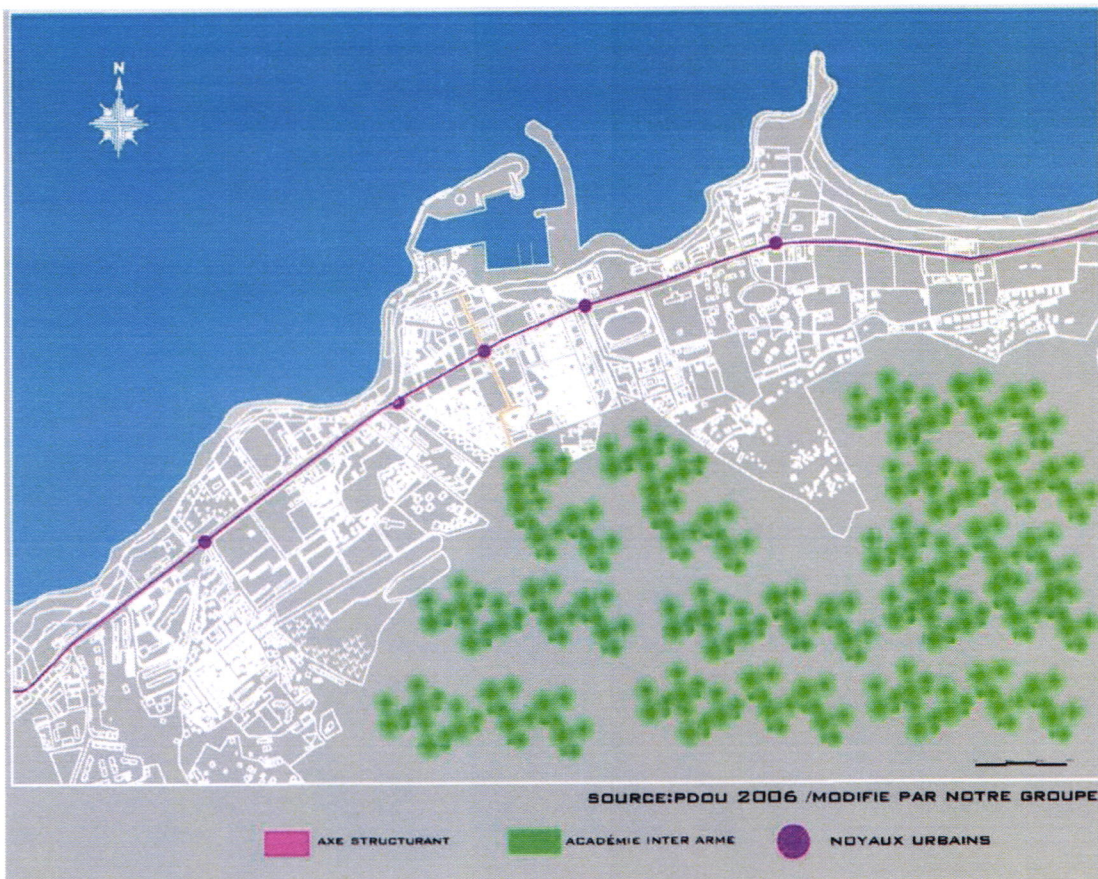 N
SOURCE:PDOU 2006 /MODIFIE PAR NOTRE GROUPE
AXE STRUCTURANT
ACADÉMIE INTER ARME
NOYAUX URBAINS